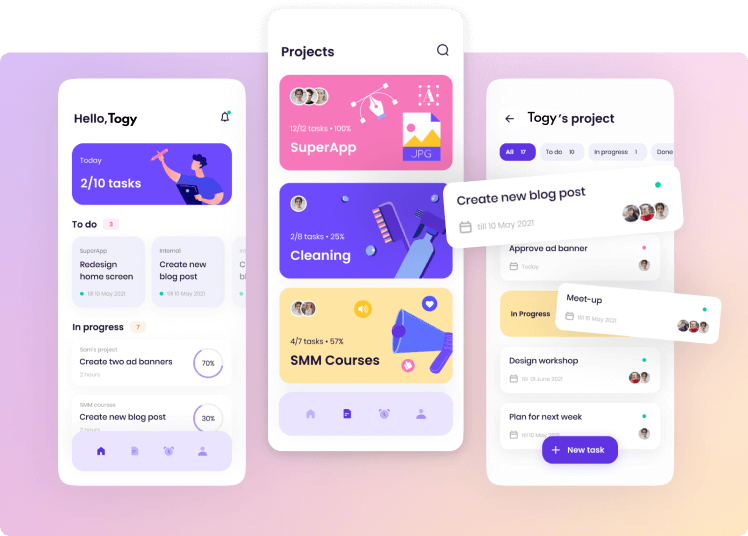 Hello, Togy
Today
2/10 tasks
To do 3
SuperApp
Redesign
home screen
till 10 May 2021
Internal
Create new
blog post
till 10 May 2021
In progress 7
Sam's project
Create two ad banners
2 hours
70%
SMM courses
Create new blog post
2 hours
30%
Projects
12/12 tasks • 100%
SuperApp
JPG
2/8 tasks • 25%
Cleaning
4/7 tasks • 57%
SMM Courses
Togy's project
All 17
To do 10
In progress 1
Done
Create new blog post
till 10 May 2021
Approve ad banner
Today
In Progress
Meet-up
till 15 May 2021
Design workshop
till 01 June 2021
Plan for next week
till 10 May
+ New task